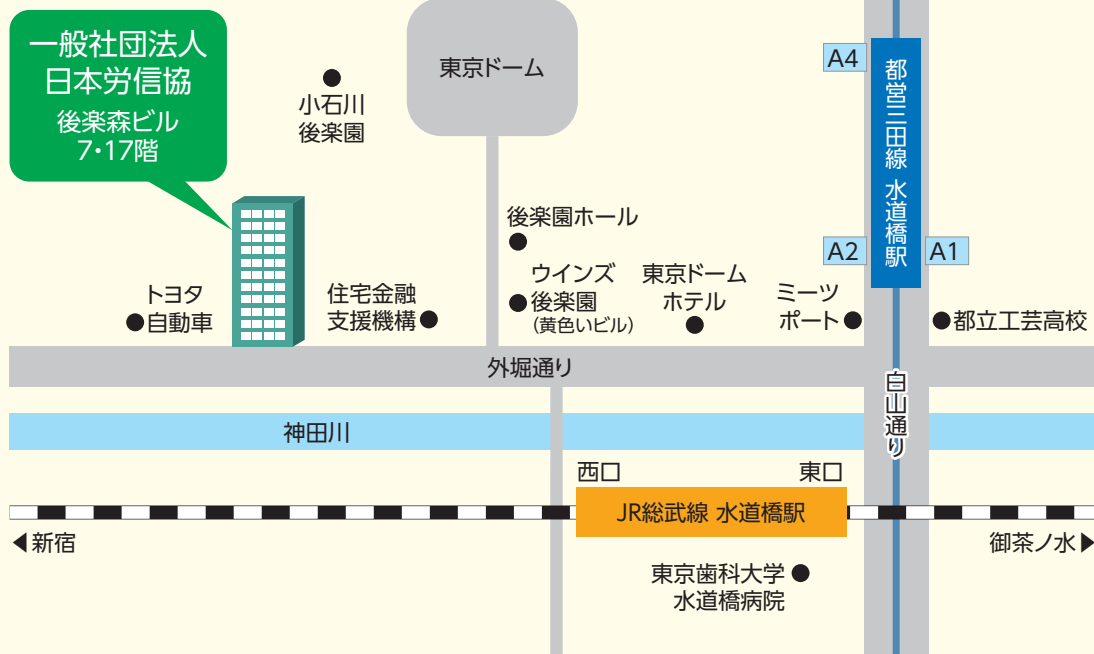 一般社団法人
日本労信協
後楽森ビル
7・17階
小石川
後楽園
東京ドーム
A4
都営三田線 水道橋駅
A2
A1
後楽園ホール
ウインズ
後楽園
(黄色いビル)
東京ドーム
ホテル
ミーツ
ポート
都立工芸高校
トヨタ
自動車
住宅金融
支援機構
外堀通り
白山通り
神田川
西口
東口
JR総武線 水道橋駅
◀新宿
御茶ノ水▶
東京歯科大学
水道橋病院